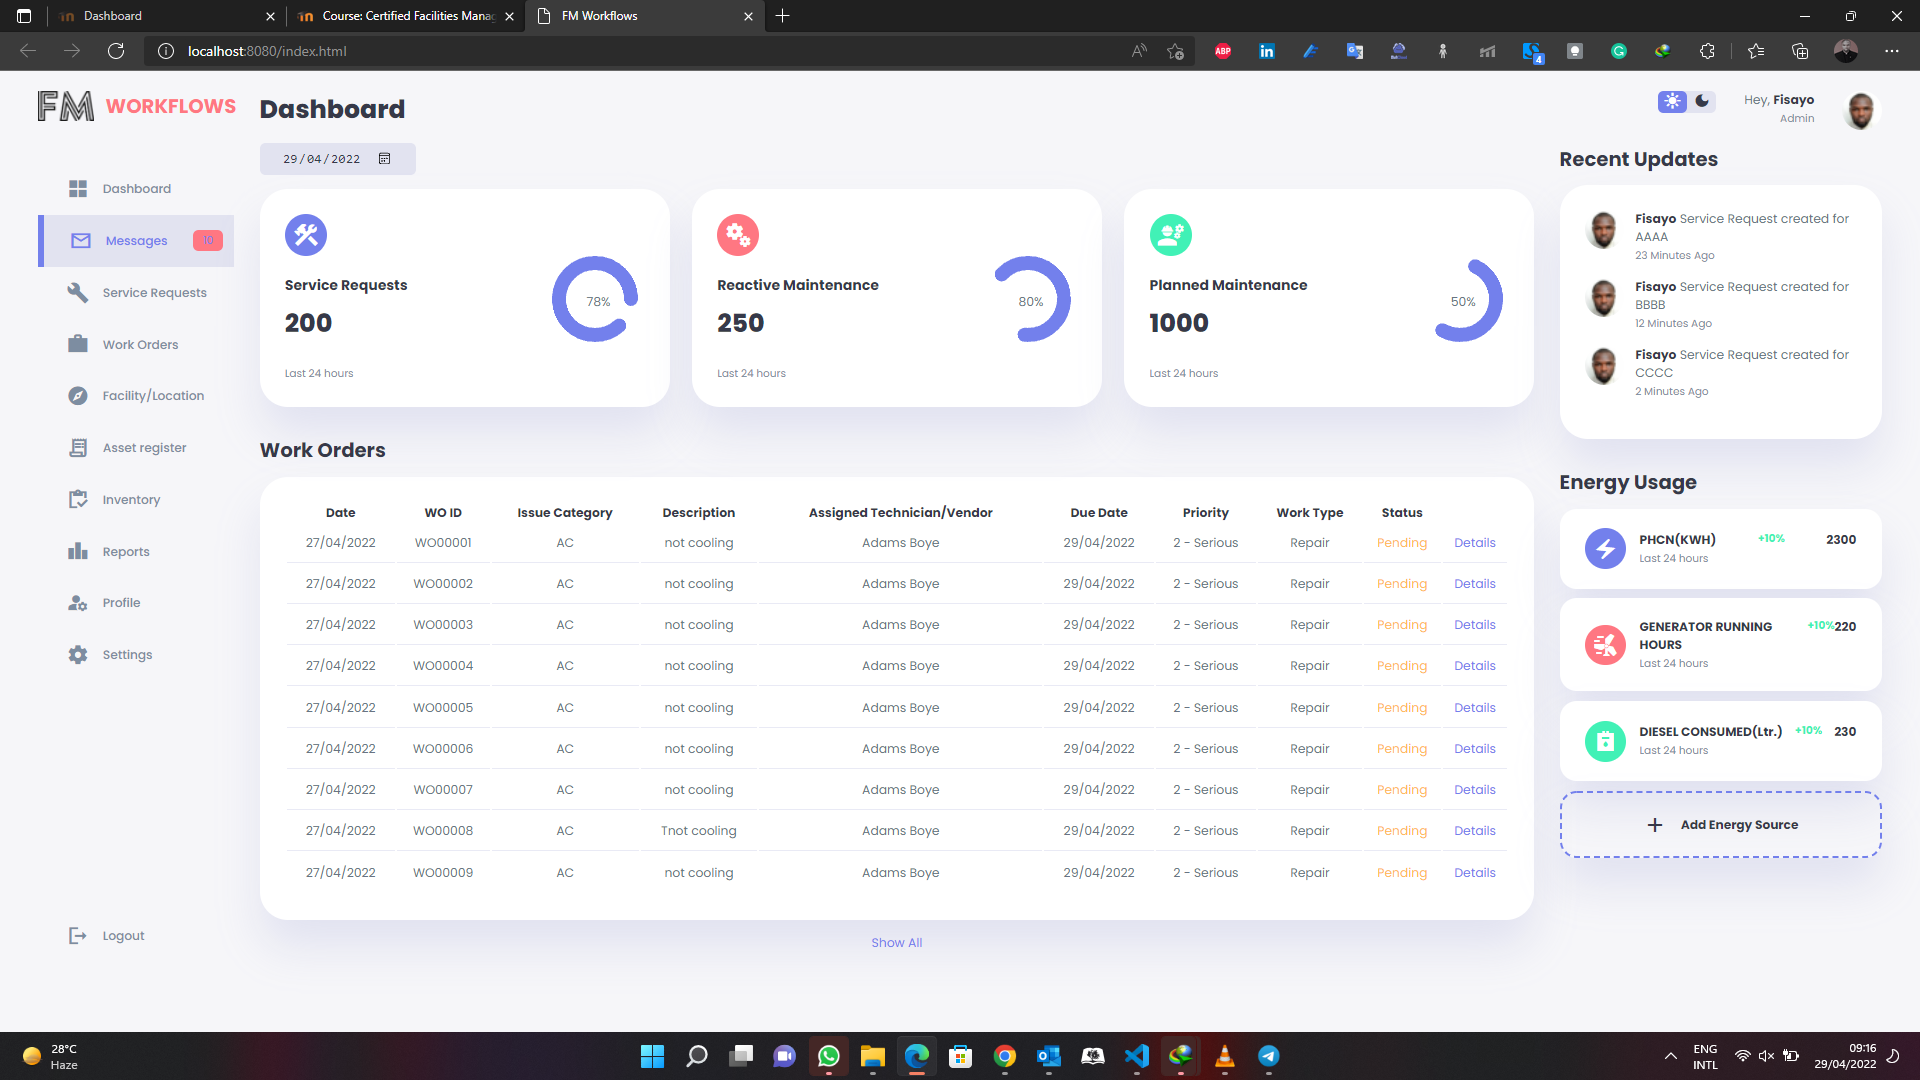 Dashboard
Course: Certified Facilities Mana
FM Workflows
localhost:8080/index.html
ABP
4
FM WORKFLOWS
Dashboard
Messages
10
Service Requests
Work Orders
Facility/Location
Asset register
Inventory
Reports
Profile
Settings
Logout
Dashboard
29/04/2022
Service Requests
200
78%
Last 24 hours
Reactive Maintenance
250
80%
Last 24 hours
Planned Maintenance
1000
50%
Last 24 hours
Work Orders
Date WO ID Issue Category Description Assigned Technician/Vendor Due Date Priority Work Type Status
27/04/2022 WO00001 AC not cooling Adams Boye 29/04/2022 2 - Serious Repair Pending Details
27/04/2022 WO00002 AC not cooling Adams Boye 29/04/2022 2 - Serious Repair Pending Details
27/04/2022 WO00003 AC not cooling Adams Boye 29/04/2022 2 - Serious Repair Pending Details
27/04/2022 WO00004 AC not cooling Adams Boye 29/04/2022 2 - Serious Repair Pending Details
27/04/2022 WO00005 AC not cooling Adams Boye 29/04/2022 2 - Serious Repair Pending Details
27/04/2022 WO00006 AC not cooling Adams Boye 29/04/2022 2 - Serious Repair Pending Details
27/04/2022 WO00007 AC not cooling Adams Boye 29/04/2022 2 - Serious Repair Pending Details
27/04/2022 WO00008 AC Tnot cooling Adams Boye 29/04/2022 2 - Serious Repair Pending Details
27/04/2022 WO00009 AC not cooling Adams Boye 29/04/2022 2 - Serious Repair Pending Details
Show All
Hey, Fisayo
Admin
Recent Updates
Fisayo Service Request created for
AAAA
23 Minutes Ago
Fisayo Service Request created for
BBBB
12 Minutes Ago
Fisayo Service Request created for
CCCC
2 Minutes Ago
Energy Usage
PHCN(KWH) +10% 2300
Last 24 hours
GENERATOR RUNNING +10%220
HOURS
Last 24 hours
DIESEL CONSUMED(Ltr.) +10% 230
Last 24 hours
+ Add Energy Source
28°C
Haze
ENG
INTL
09:16
29/04/2022